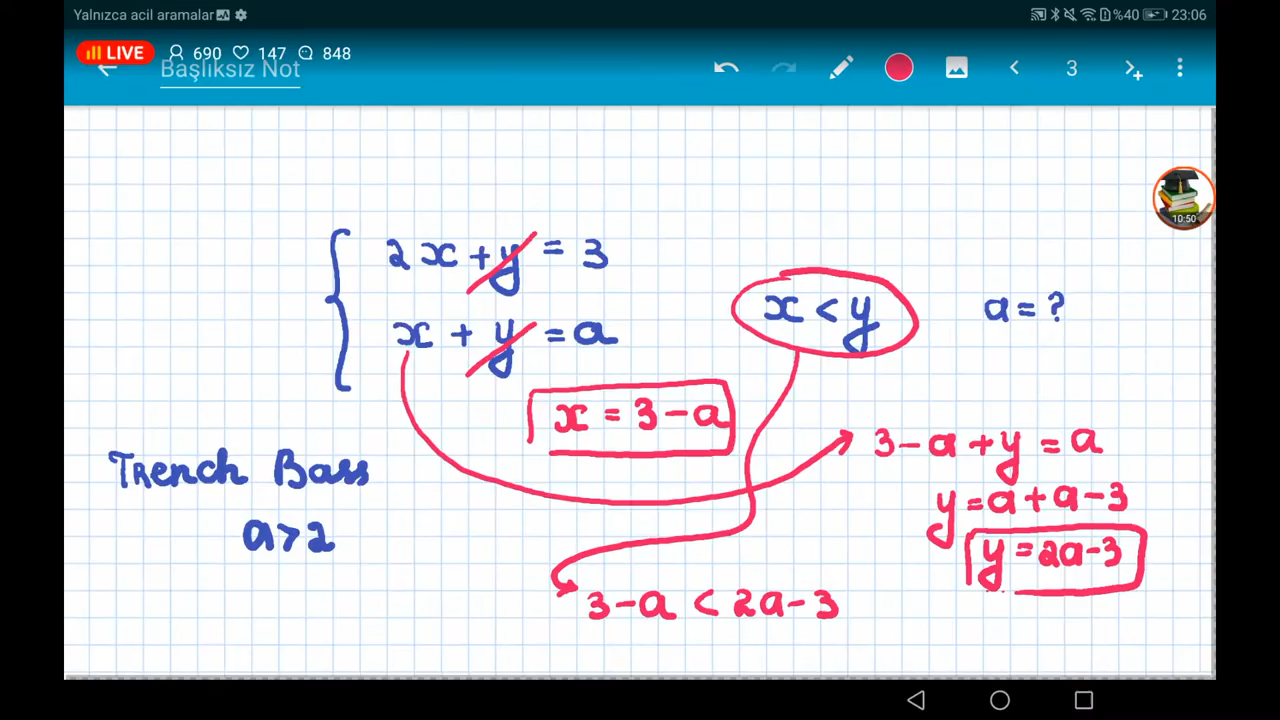 Yalnızca acil aramalar
%40 23:06
LIVE 690 147 848
Başlıksız Not
3
10:50
2x + y = 3
x + y = a
x < y
a = ?
x = 3 - a
3 - a + y = a
y = a + a - 3
y = 2a - 3
Trench Bass
a > 2
3 - a < 2a - 3